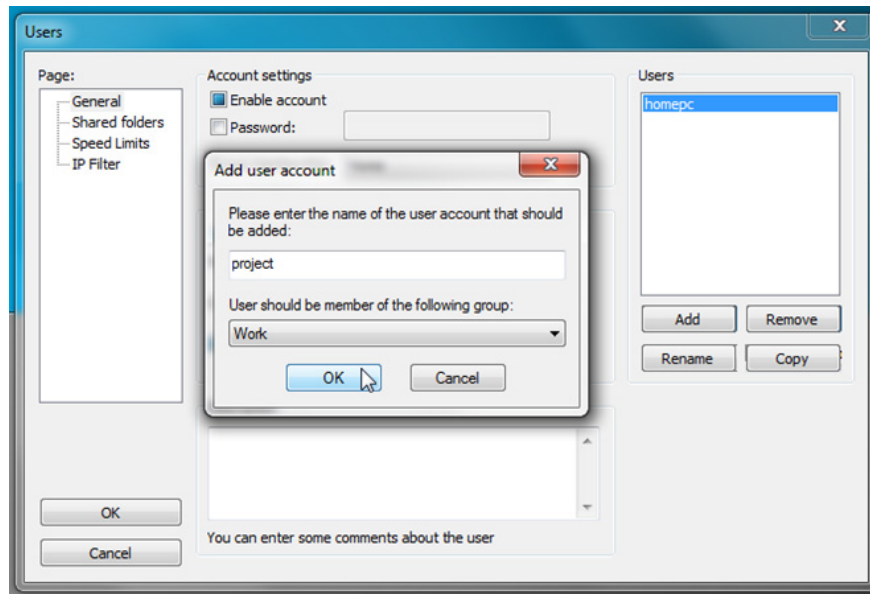 Users
Page:
General
Shared folders
Speed Limits
IP Filter
OK
Cancel
Account settings
Enable account
Password:
Add user account
Please enter the name of the user account that should
be added:
project
User should be member of the following group:
Work
OK
Cancel
You can enter some comments about the user
Users
homepc
Add
Remove
Rename
Copy